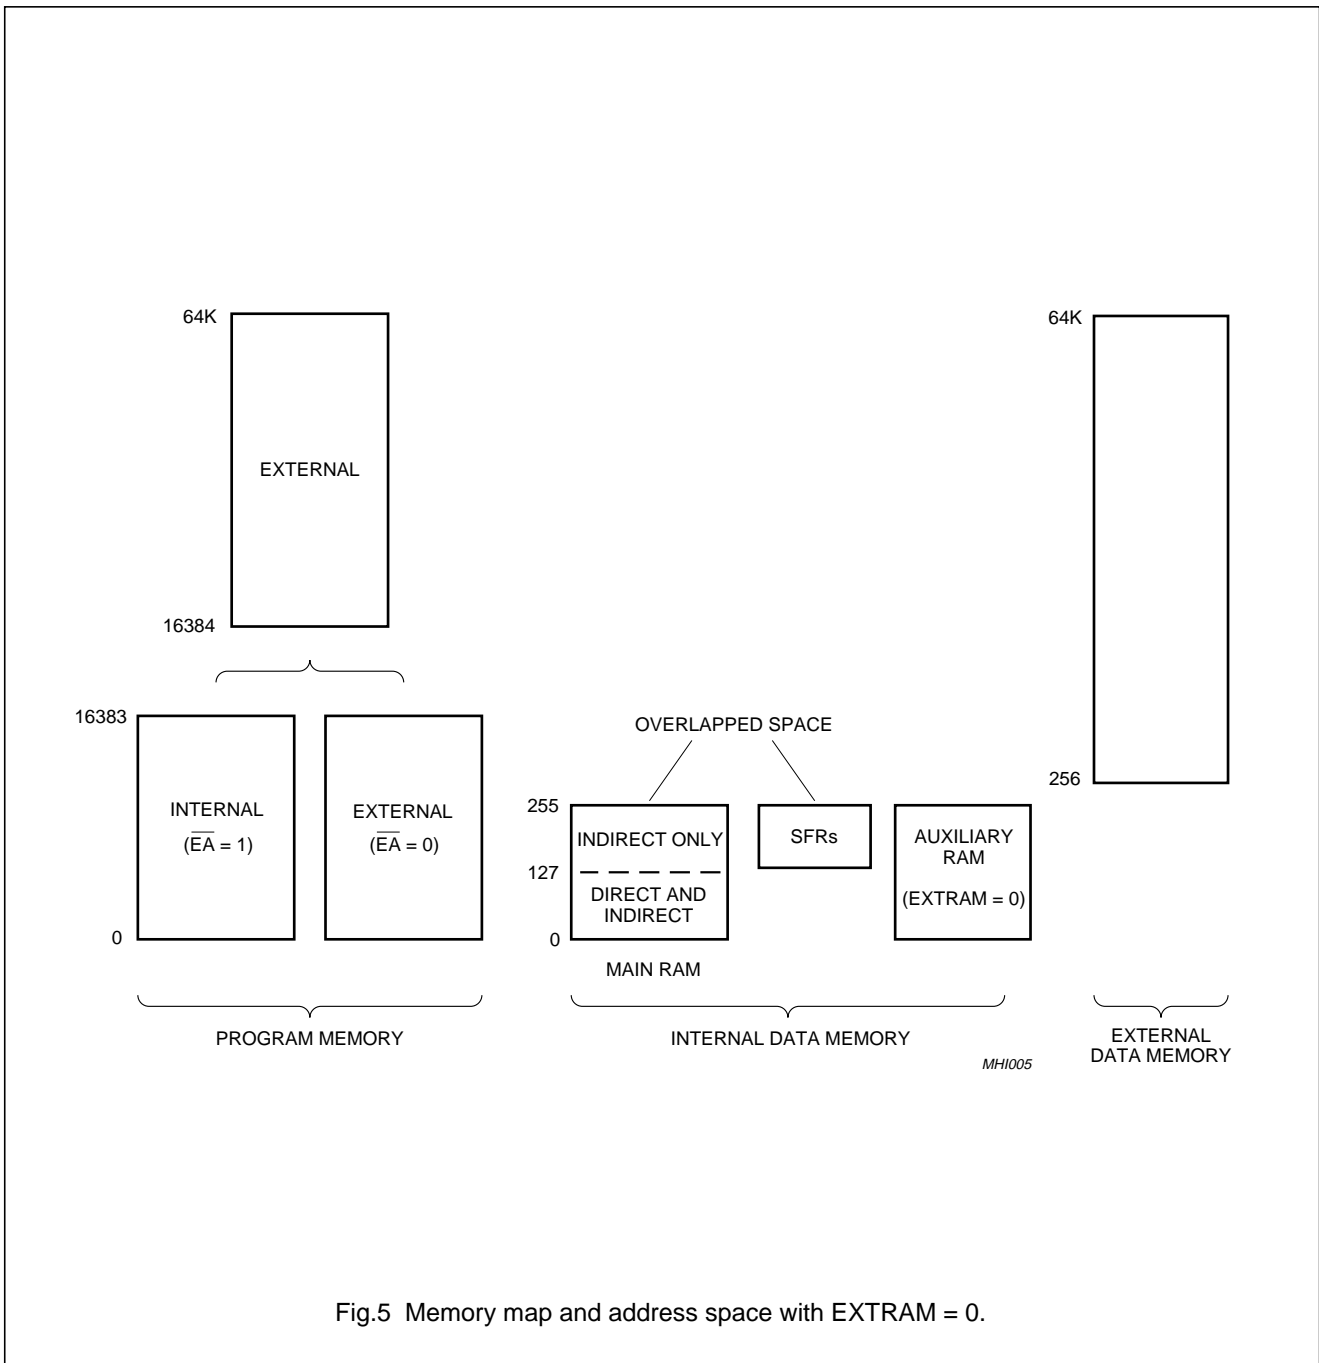 64K
EXTERNAL
16384
16383
INTERNAL
(E̅A̅ = 1)
EXTERNAL
(E̅A̅ = 0)
0
PROGRAM MEMORY
OVERLAPPED SPACE
255
INDIRECT ONLY
127
DIRECT AND
INDIRECT
0
MAIN RAM
SFRs
AUXILIARY
RAM
(EXTRAM = 0)
INTERNAL DATA MEMORY
64K
256
EXTERNAL
DATA MEMORY
MHI005
Fig.5 Memory map and address space with EXTRAM = 0.